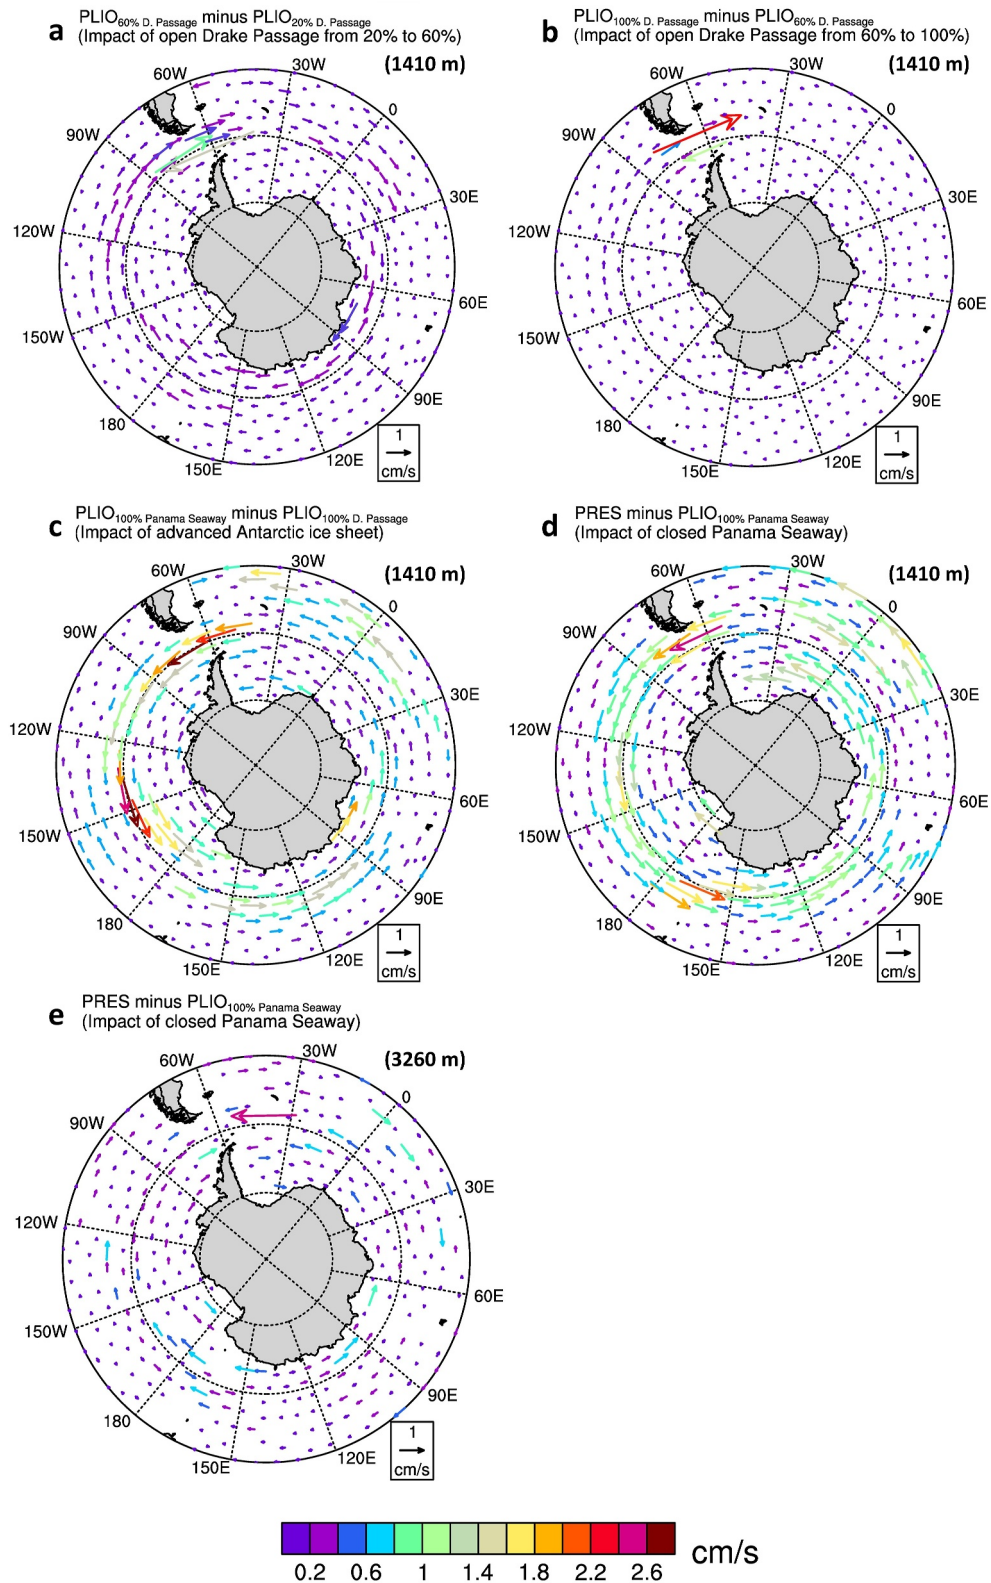 a
PLIO60% D. Passage minus PLIO20% D. Passage
(Impact of open Drake Passage from 20% to 60%)
(1410 m)
60W
30W
0
90W
30E
120W
60E
150W
90E
180
120E
150E
1
cm/s
b
PLIO100% D. Passage minus PLIO60% D. Passage
(Impact of open Drake Passage from 60% to 100%)
(1410 m)
60W
30W
0
90W
30E
120W
60E
150W
90E
180
120E
150E
1
cm/s
c
PLIO100% Panama Seaway minus PLIO100% D. Passage
(Impact of advanced Antarctic ice sheet)
(1410 m)
60W
30W
0
90W
30E
120W
60E
150W
90E
180
120E
150E
1
cm/s
d
PRES minus PLIO100% Panama Seaway
(Impact of closed Panama Seaway)
(1410 m)
60W
30W
0
90W
30E
120W
60E
150W
90E
180
120E
150E
1
cm/s
e
PRES minus PLIO100% Panama Seaway
(Impact of closed Panama Seaway)
(3260 m)
60W
30W
0
90W
30E
120W
60E
150W
90E
180
120E
150E
1
cm/s
0.2 0.6 1 1.4 1.8 2.2 2.6
cm/s